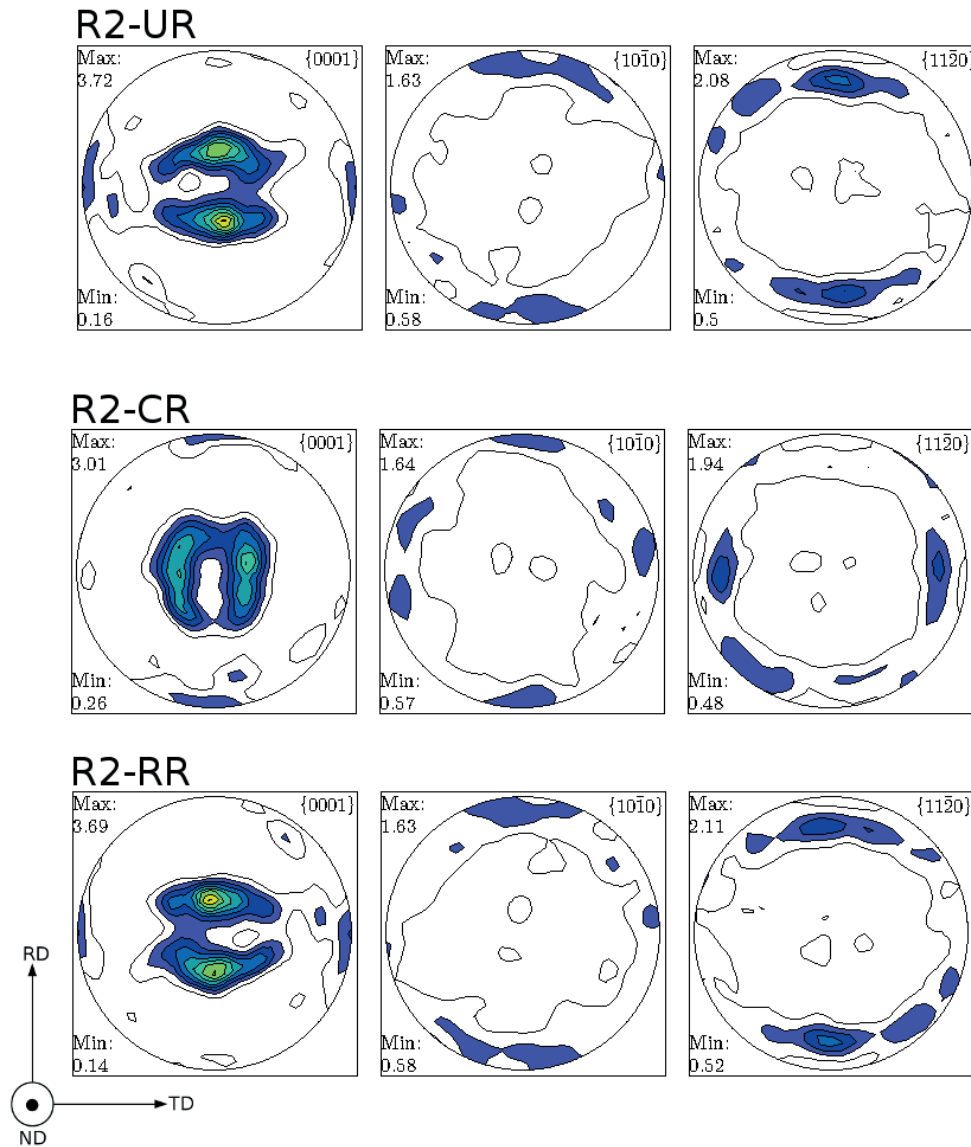 R2-UR
Max: {0001}
3.72
Min:
0.16
Max: {101̄0}
1.63
Min:
0.58
Max: {112̄0}
2.08
Min:
0.5
R2-CR
Max: {0001}
3.01
Min:
0.26
Max: {101̄0}
1.64
Min:
0.57
Max: {112̄0}
1.94
Min:
0.48
R2-RR
Max: {0001}
3.69
Min:
0.14
Max: {101̄0}
1.63
Min:
0.58
Max: {112̄0}
2.11
Min:
0.52
RD
TD
ND